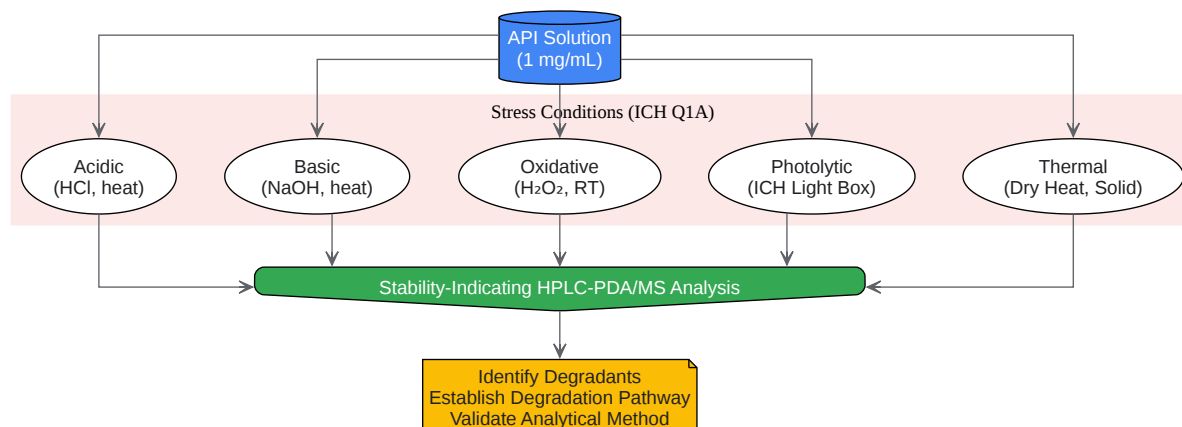 API Solution
(1 mg/mL)
Stress Conditions (ICH Q1A)
Acidic
(HCl, heat)
Basic
(NaOH, heat)
Oxidative
(H₂O₂, RT)
Photolytic
(ICH Light Box)
Thermal
(Dry Heat, Solid)
Stability-Indicating HPLC-PDA/MS Analysis
Identify Degradants
Establish Degradation Pathway
Validate Analytical Method